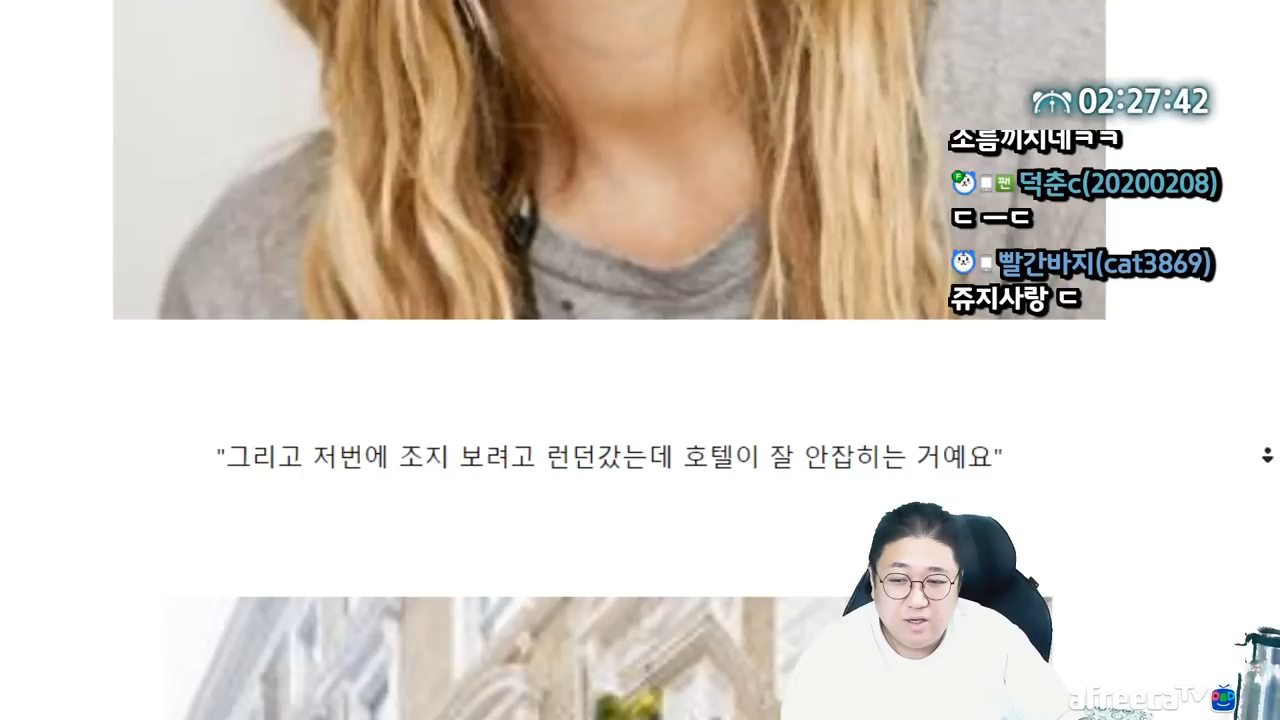 02:27:42
소름끼치네ㅋㅋ
팬 덕춘c(20200208)
ㄷ ㅡㄷ
빨간바지(cat3869)
쥬지사랑 ㄷ
"그리고 저번에 조지 보려고 런던갔는데 호텔이 잘 안잡히는 거예요"
afreecaTV